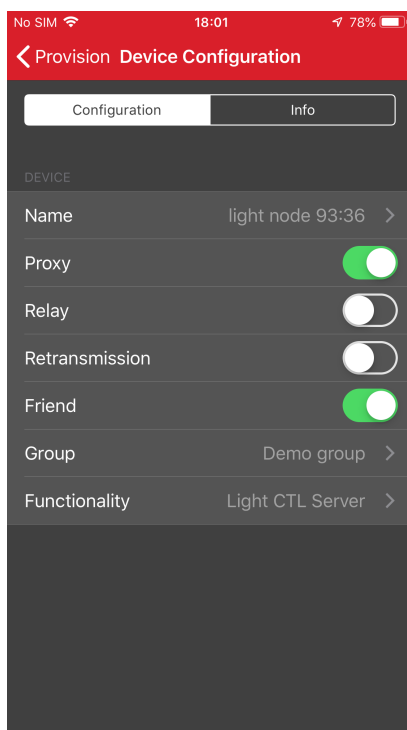 No SIM 18:01 78%
Provision Device Configuration
Configuration Info
DEVICE
Name light node 93:36
Proxy
Relay
Retransmission
Friend
Group Demo group
Functionality Light CTL Server